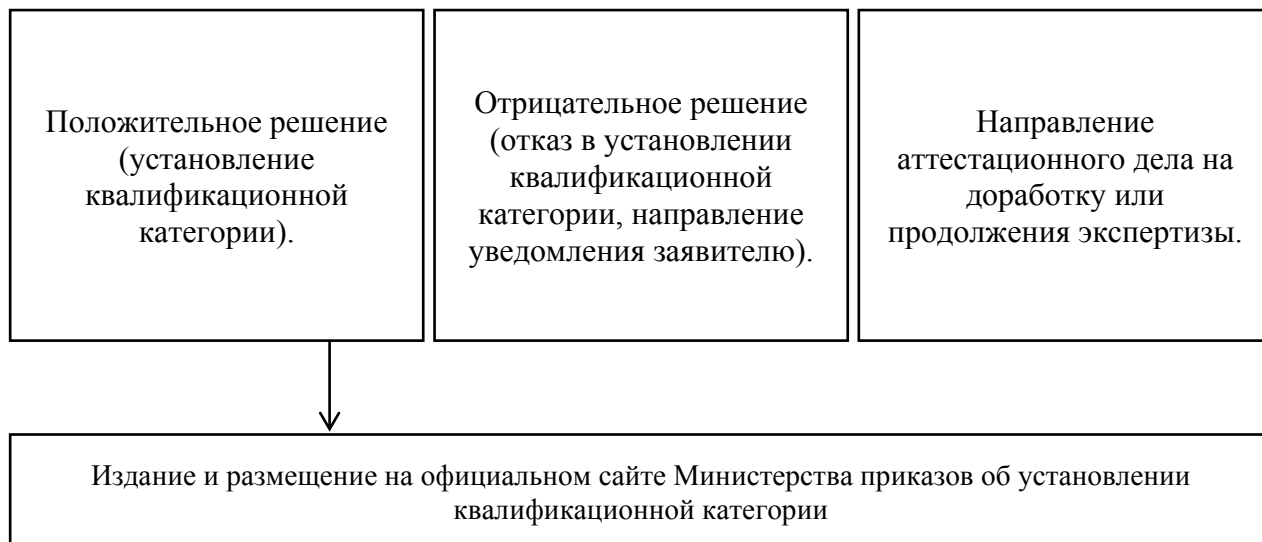 Положительное решение
(установление
квалификационной
категории).
Отрицательное решение
(отказ в установлении
квалификационной
категории, направление
уведомления заявителю).
Направление
аттестационного дела на
доработку или
продолжения экспертизы.
Издание и размещение на официальном сайте Министерства приказов об установлении
квалификационной категории